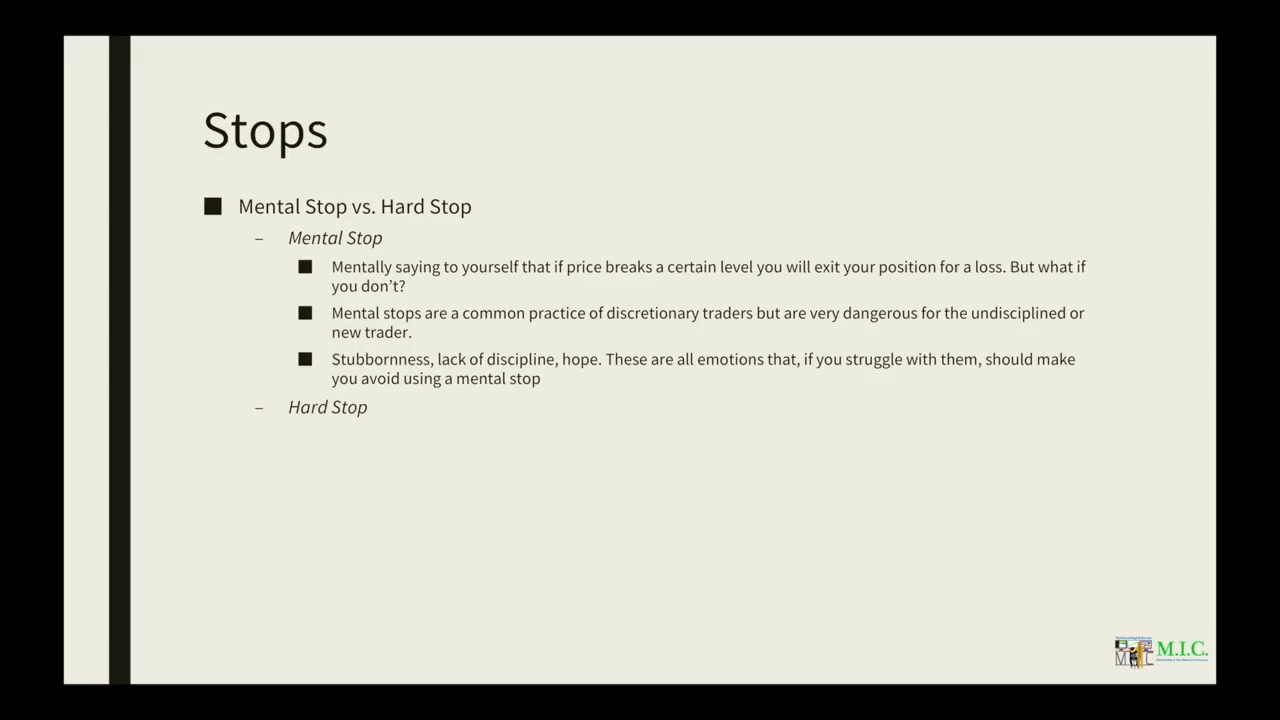 Stops
■ Mental Stop vs. Hard Stop
– Mental Stop
■ Mentally saying to yourself that if price breaks a certain level you will exit your position for a loss. But what if
you don’t?
■ Mental stops are a common practice of discretionary traders but are very dangerous for the undisciplined or
new trader.
■ Stubbornness, lack of discipline, hope. These are all emotions that, if you struggle with them, should make
you avoid using a mental stop
– Hard Stop
M.I.C.